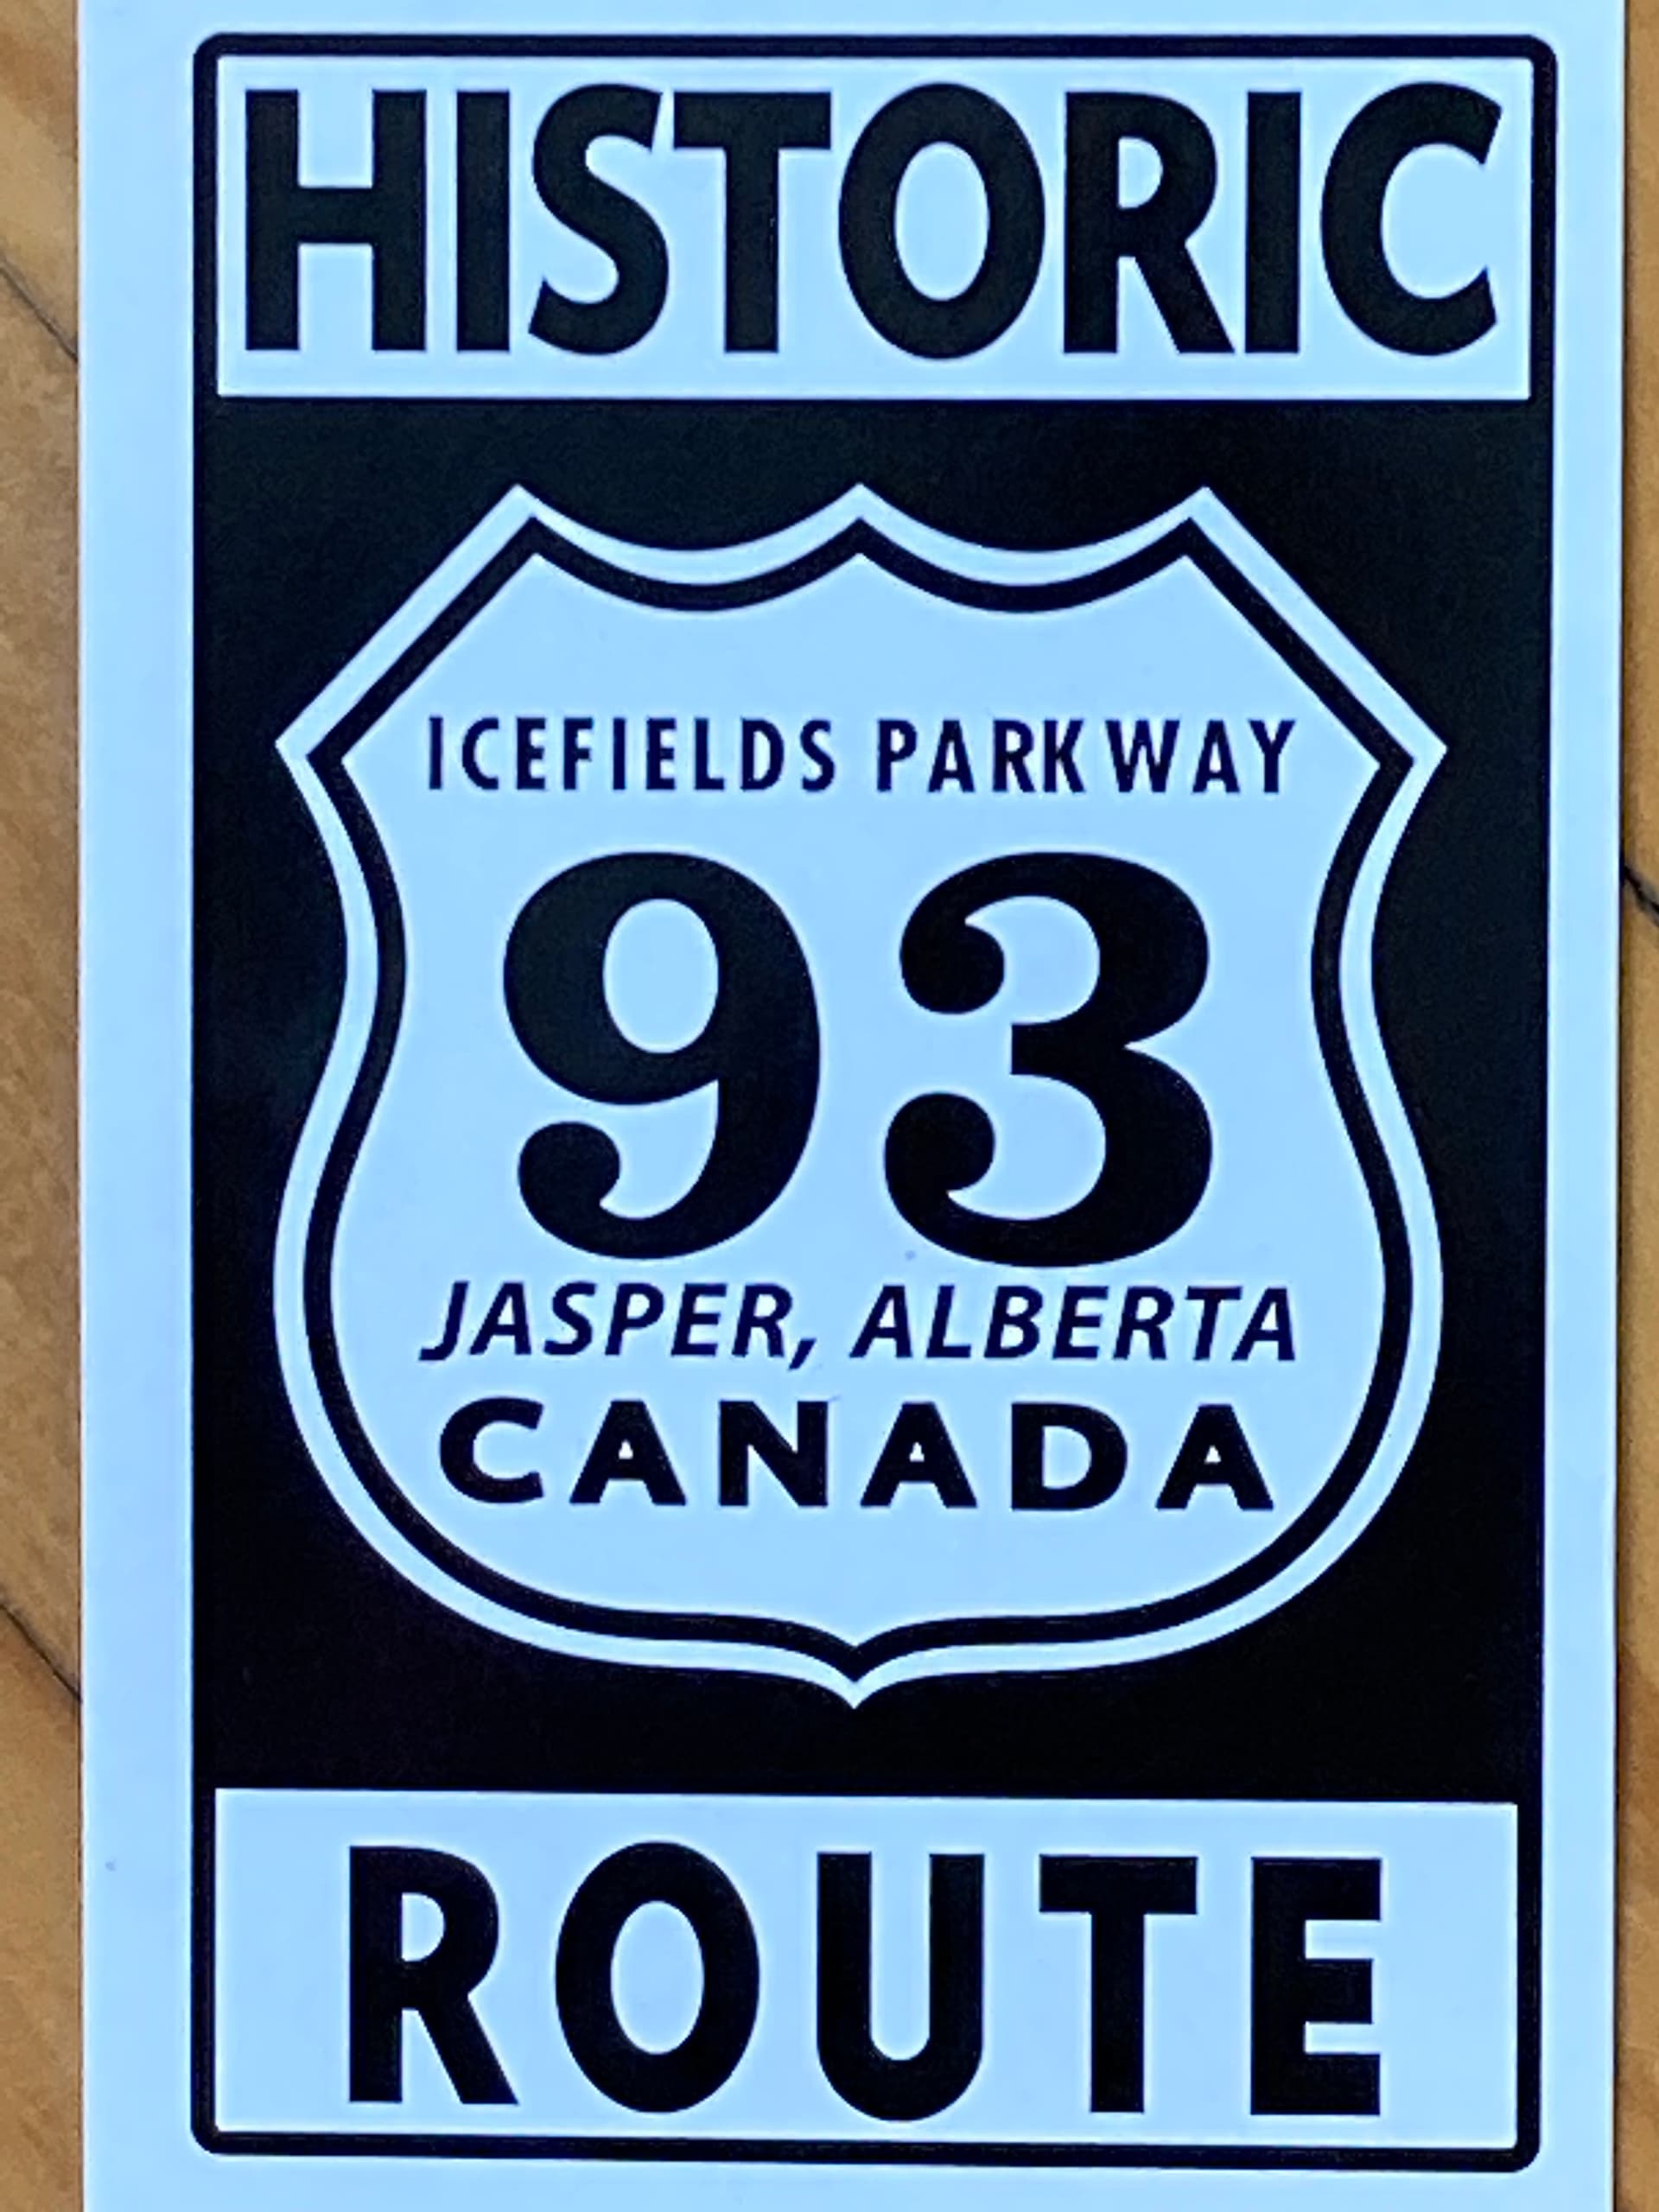 HISTORIC
ICEFIELDS PARKWAY
93
JASPER, ALBERTA
CANADA
ROUTE